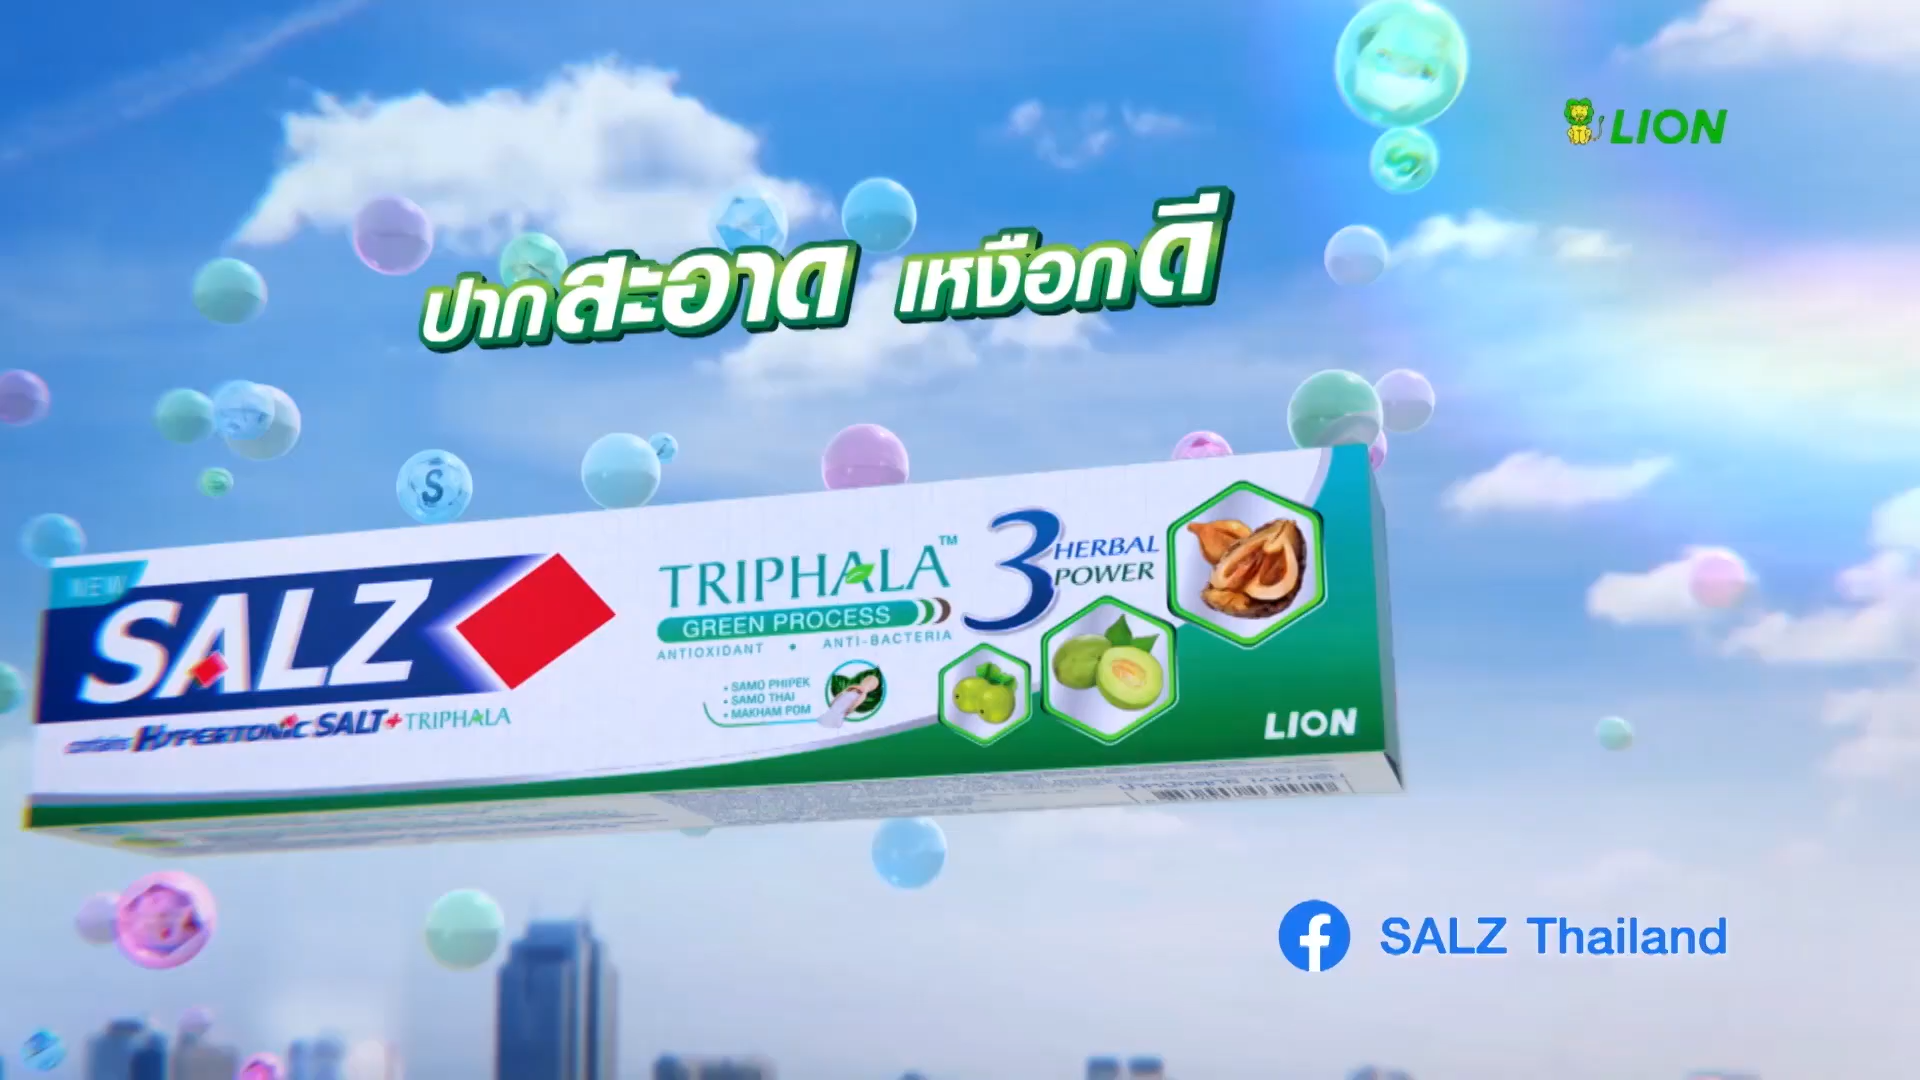 LION
ปากสะอาด เหงือกดี
S
S
NEW
SALZ
contains HYPERTONIC SALT+TRIPHALA
TRIPHALA™
GREEN PROCESS
ANTIOXIDANT • ANTI-BACTERIA
• SAMO PHIPEK
• SAMO THAI
• MAKHAM POM
3 HERBAL
POWER
LION
SALZ Thailand